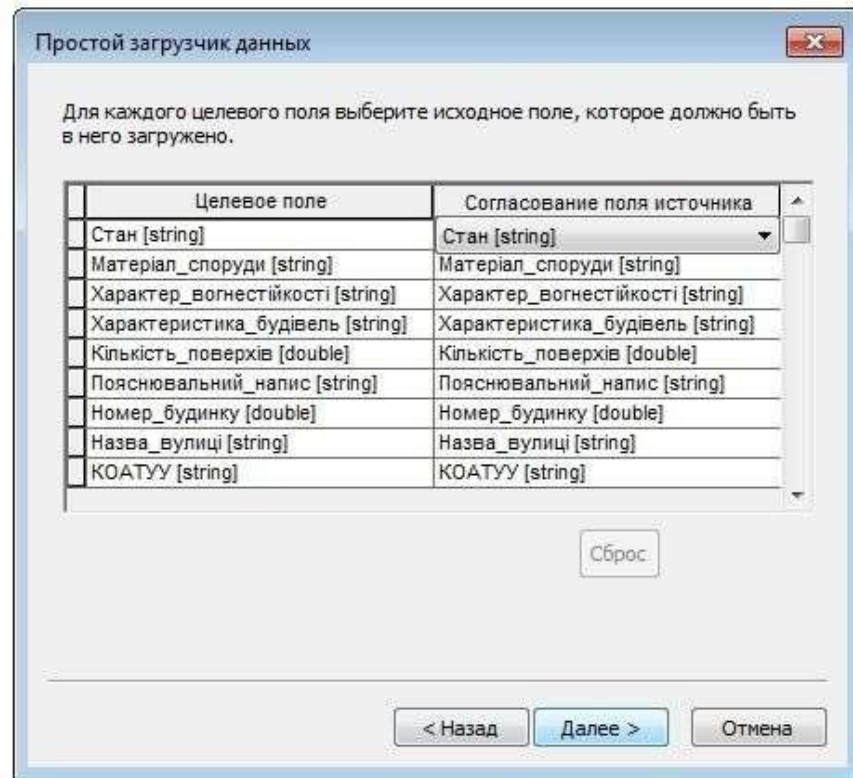 Простой загрузчик данных
Для каждого целевого поля выберите исходное поле, которое должно быть
в него загружено.
Целевое поле Согласование поля источника
Стан [string] Стан [string]
Матеріал_споруди [string] Матеріал_споруди [string]
Характер_вогнестійкості [string] Характер_вогнестійкості [string]
Характеристика_будівель [string] Характеристика_будівель [string]
Кількість_поверхів [double] Кількість_поверхів [double]
Пояснювальний_напис [string] Пояснювальний_напис [string]
Номер_будинку [double] Номер_будинку [double]
Назва_вулиці [string] Назва_вулиці [string]
КОАТУУ [string] КОАТУУ [string]
Сброс
< Назад Далее > Отмена